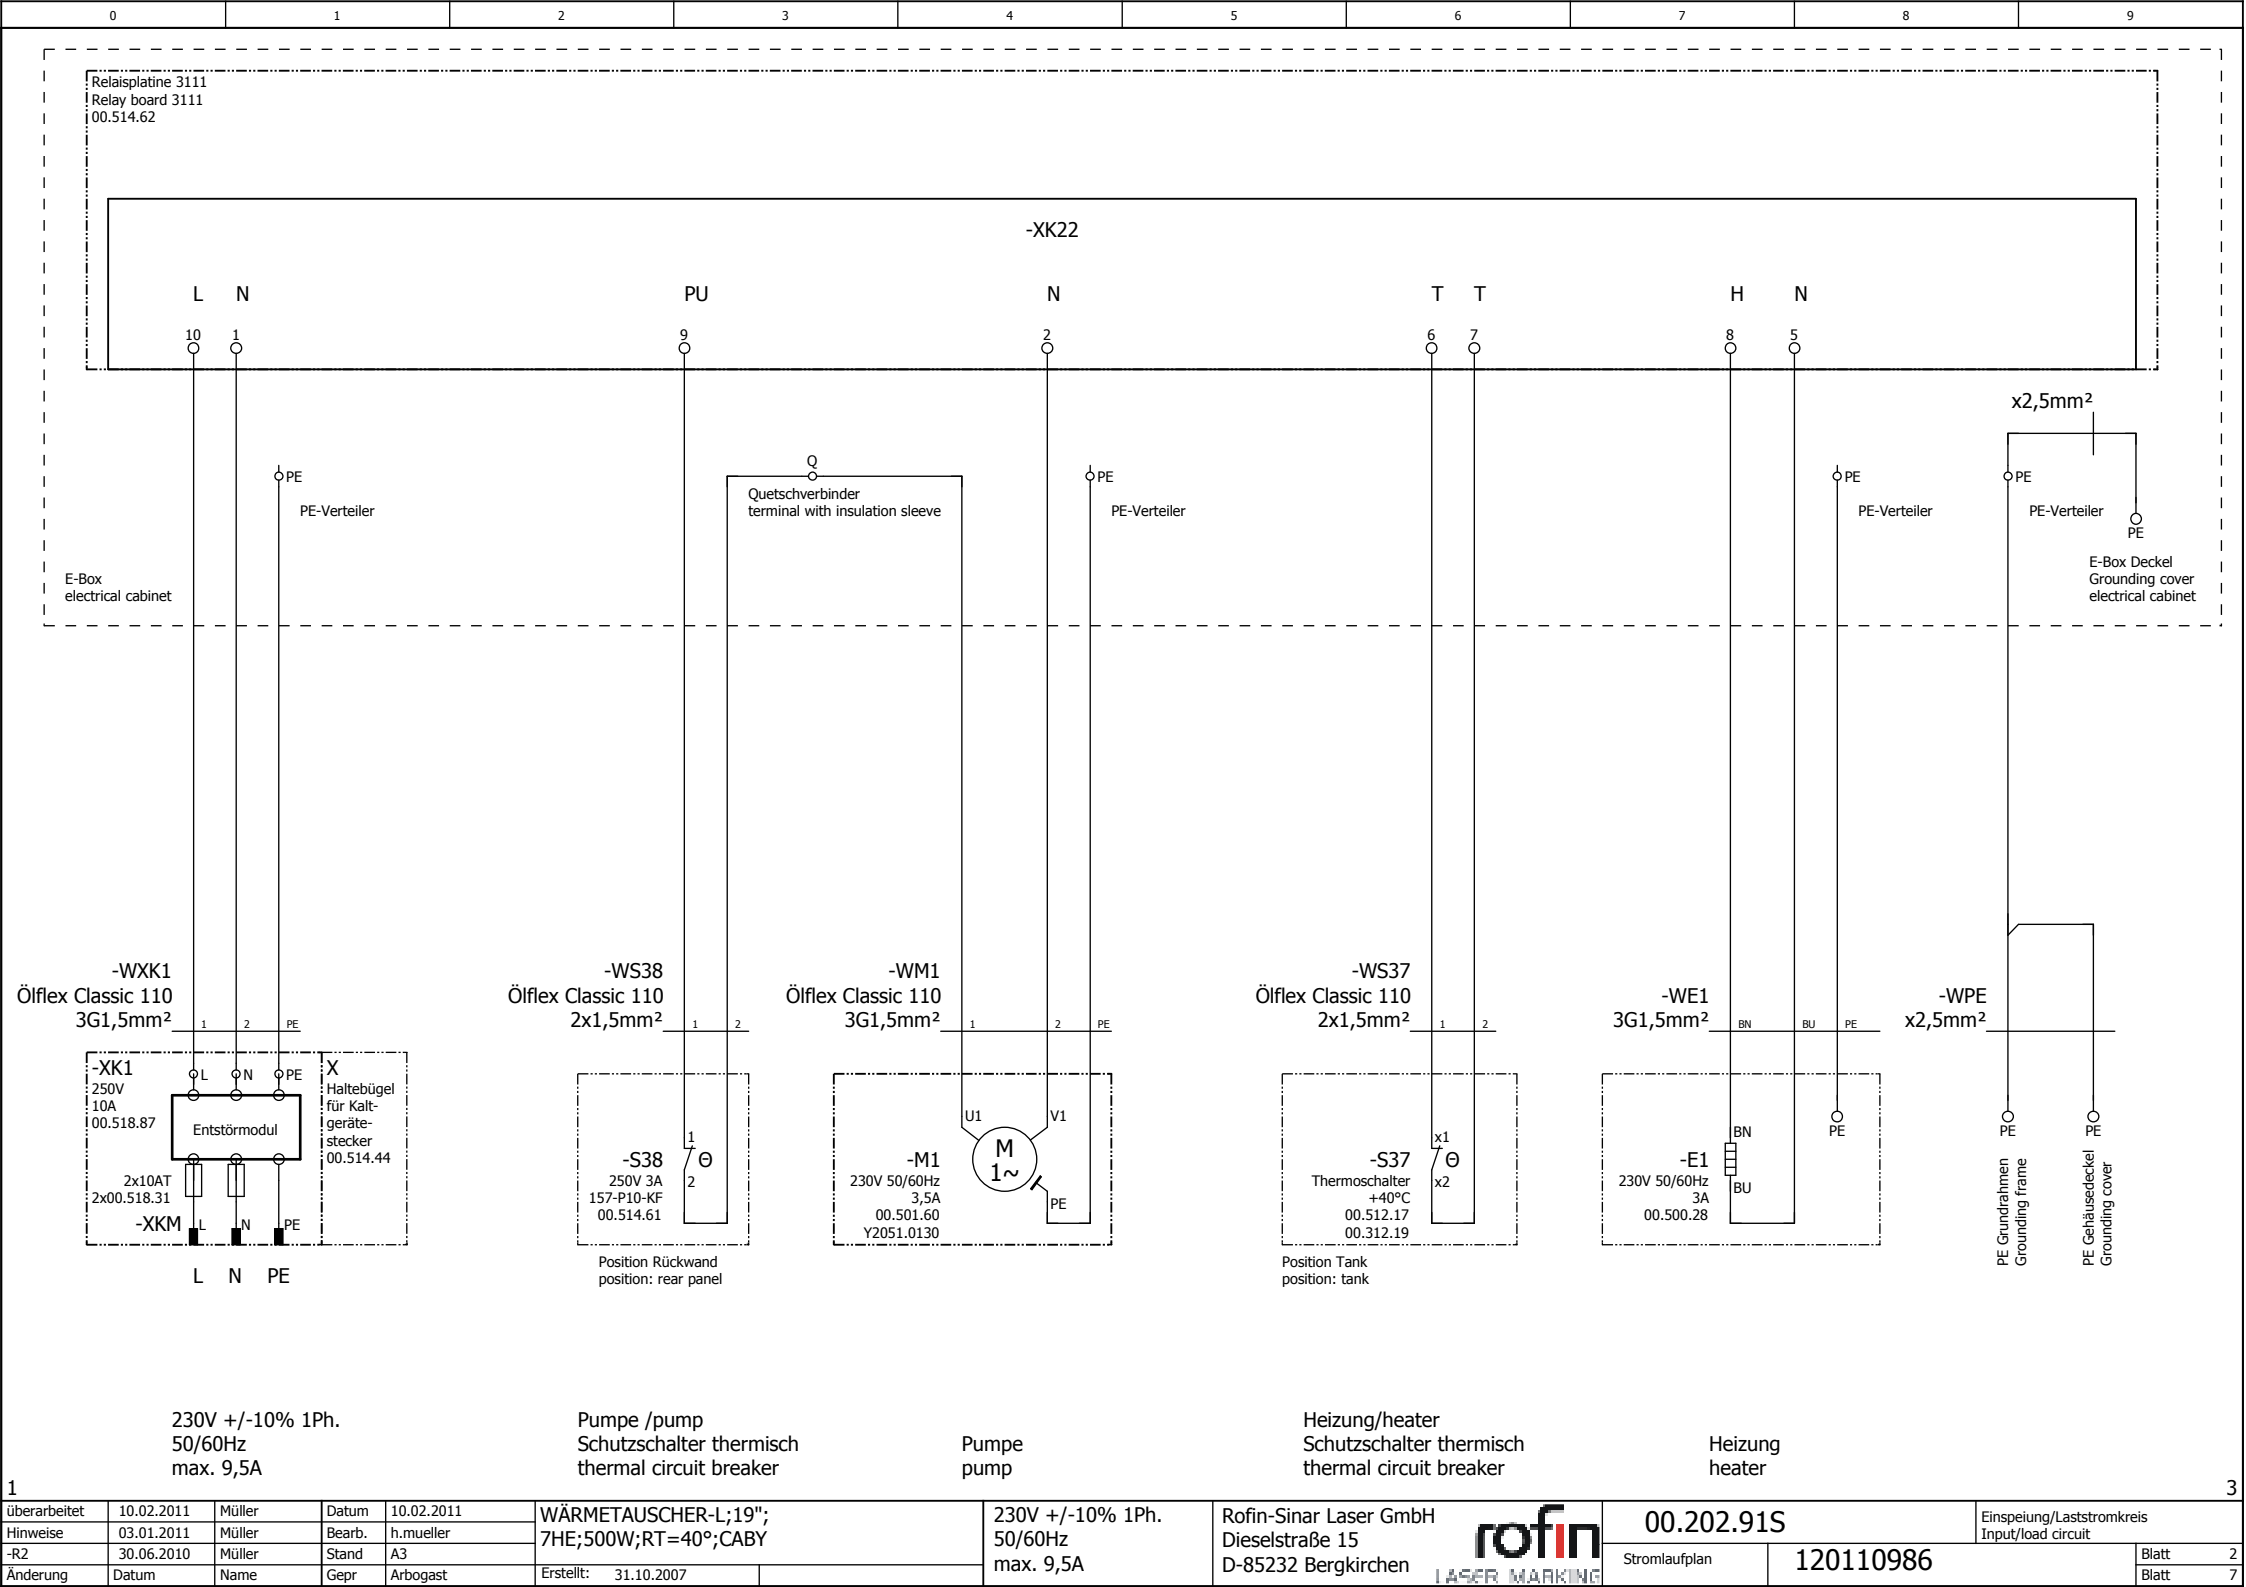 0 1 2 3 4 5 6 7 8 9
Relaisplatine 3111
Relay board 3111
00.514.62
-XK22
L N PU N T T H N
10 1 9 2 6 7 8 5
x2,5mm²
Q
PE PE PE PE
Quetschverbinder
terminal with insulation sleeve
PE-Verteiler PE-Verteiler PE-Verteiler PE-Verteiler
PE
E-Box
electrical cabinet
E-Box Deckel
Grounding cover
electrical cabinet
-WXK1
Ölflex Classic 110
3G1,5mm²
1 2 PE
-WS38
Ölflex Classic 110
2x1,5mm²
1 2
-WM1
Ölflex Classic 110
3G1,5mm²
1 2 PE
-WS37
Ölflex Classic 110
2x1,5mm²
1 2
-WE1
3G1,5mm²
BN BU PE
-WPE
x2,5mm²
-XK1
250V
10A
00.518.87
L N PE
Entstörmodul
2x10AT
2x00.518.31
-XKM
L N PE
X
Haltebügel
für Kalt-
geräte-
stecker
00.514.44
L N PE
1
-S38
Θ
250V 3A
2
157-P10-KF
00.514.61
Position Rückwand
position: rear panel
U1 V1
M
1~
-M1
230V 50/60Hz
3,5A
PE
00.501.60
Y2051.0130
x1
-S37
Θ
Thermoschalter
x2
+40°C
00.512.17
00.312.19
Position Tank
position: tank
BN
PE
-E1
230V 50/60Hz
BU
3A
00.500.28
PE PE
PE Grundrahmen
Grounding frame
PE Gehäusedeckel
Grounding cover
230V +/-10% 1Ph.
50/60Hz
max. 9,5A
Pumpe /pump
Schutzschalter thermisch
thermal circuit breaker
Pumpe
pump
Heizung/heater
Schutzschalter thermisch
thermal circuit breaker
Heizung
heater
1
3
überarbeitet 10.02.2011 Müller Datum 10.02.2011
Hinweise 03.01.2011 Müller Bearb. h.mueller
-R2 30.06.2010 Müller Stand A3
Änderung Datum Name Gepr Arbogast
WÄRMETAUSCHER-L;19";
7HE;500W;RT=40°;CABY
Erstellt: 31.10.2007
230V +/-10% 1Ph.
50/60Hz
max. 9,5A
Rofin-Sinar Laser GmbH
Dieselstraße 15
D-85232 Bergkirchen
rofin
LASER MARKING
00.202.91S
Stromlaufplan
120110986
Einspeiung/Laststromkreis
Input/load circuit
Blatt 2
Blatt 7